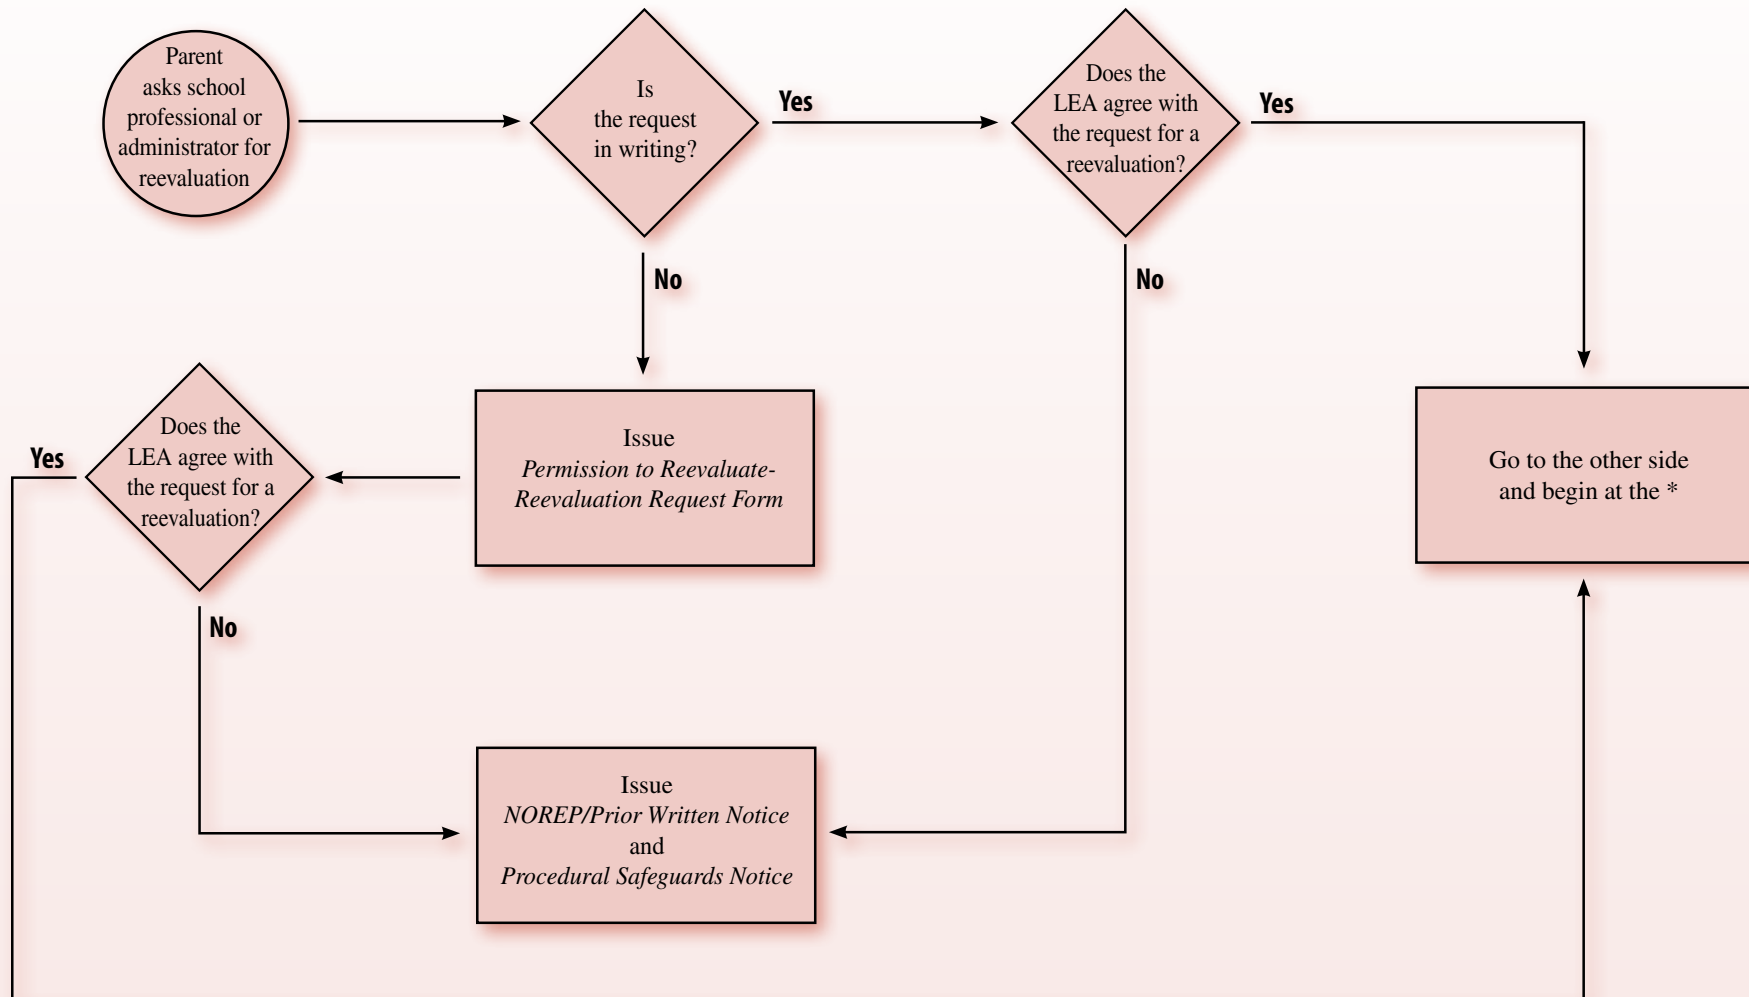 Parent
asks school
professional or
administrator for
reevaluation
Is
the request
in writing?
Yes
Does the
LEA agree with
the request for a
reevaluation?
Yes
No
No
Yes
Does the
LEA agree with
the request for a
reevaluation?
Issue
Permission to Reevaluate-
Reevaluation Request Form
Go to the other side
and begin at the *
No
Issue
NOREP/Prior Written Notice
and
Procedural Safeguards Notice